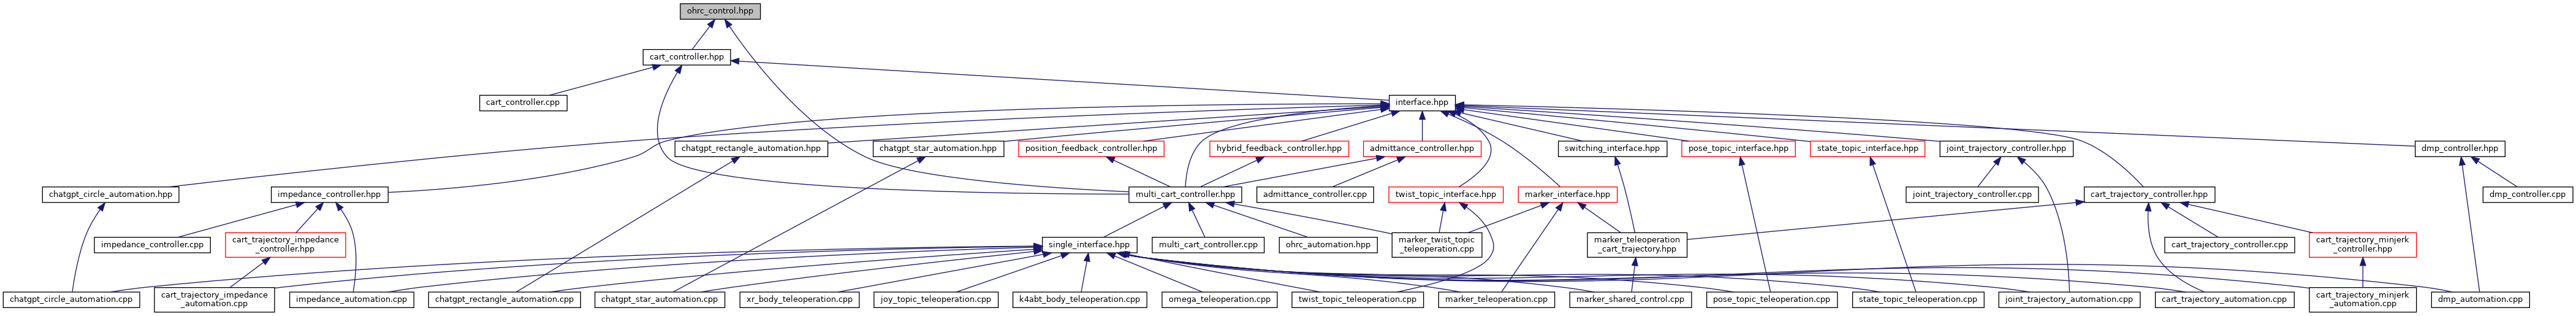 ohrc_control.hpp
cart_controller.hpp
cart_controller.cpp
interface.hpp
chatgpt_rectangle_automation.hpp
chatgpt_star_automation.hpp
position_feedback_controller.hpp
hybrid_feedback_controller.hpp
admittance_controller.hpp
switching_interface.hpp
pose_topic_interface.hpp
state_topic_interface.hpp
joint_trajectory_controller.hpp
dmp_controller.hpp
chatgpt_circle_automation.hpp
impedance_controller.hpp
multi_cart_controller.hpp
admittance_controller.cpp
twist_topic_interface.hpp
marker_interface.hpp
joint_trajectory_controller.cpp
cart_trajectory_controller.hpp
dmp_controller.cpp
impedance_controller.cpp
cart_trajectory_impedance
_controller.hpp
single_interface.hpp
multi_cart_controller.cpp
ohrc_automation.hpp
marker_twist_topic
_teleoperation.cpp
marker_teleoperation
_cart_trajectory.hpp
cart_trajectory_controller.cpp
cart_trajectory_minjerk
_controller.hpp
chatgpt_circle_automation.cpp
cart_trajectory_impedance
_automation.cpp
impedance_automation.cpp
chatgpt_rectangle_automation.cpp
chatgpt_star_automation.cpp
xr_body_teleoperation.cpp
joy_topic_teleoperation.cpp
k4abt_body_teleoperation.cpp
omega_teleoperation.cpp
twist_topic_teleoperation.cpp
marker_teleoperation.cpp
marker_shared_control.cpp
pose_topic_teleoperation.cpp
state_topic_teleoperation.cpp
joint_trajectory_automation.cpp
cart_trajectory_automation.cpp
cart_trajectory_minjerk
_automation.cpp
dmp_automation.cpp